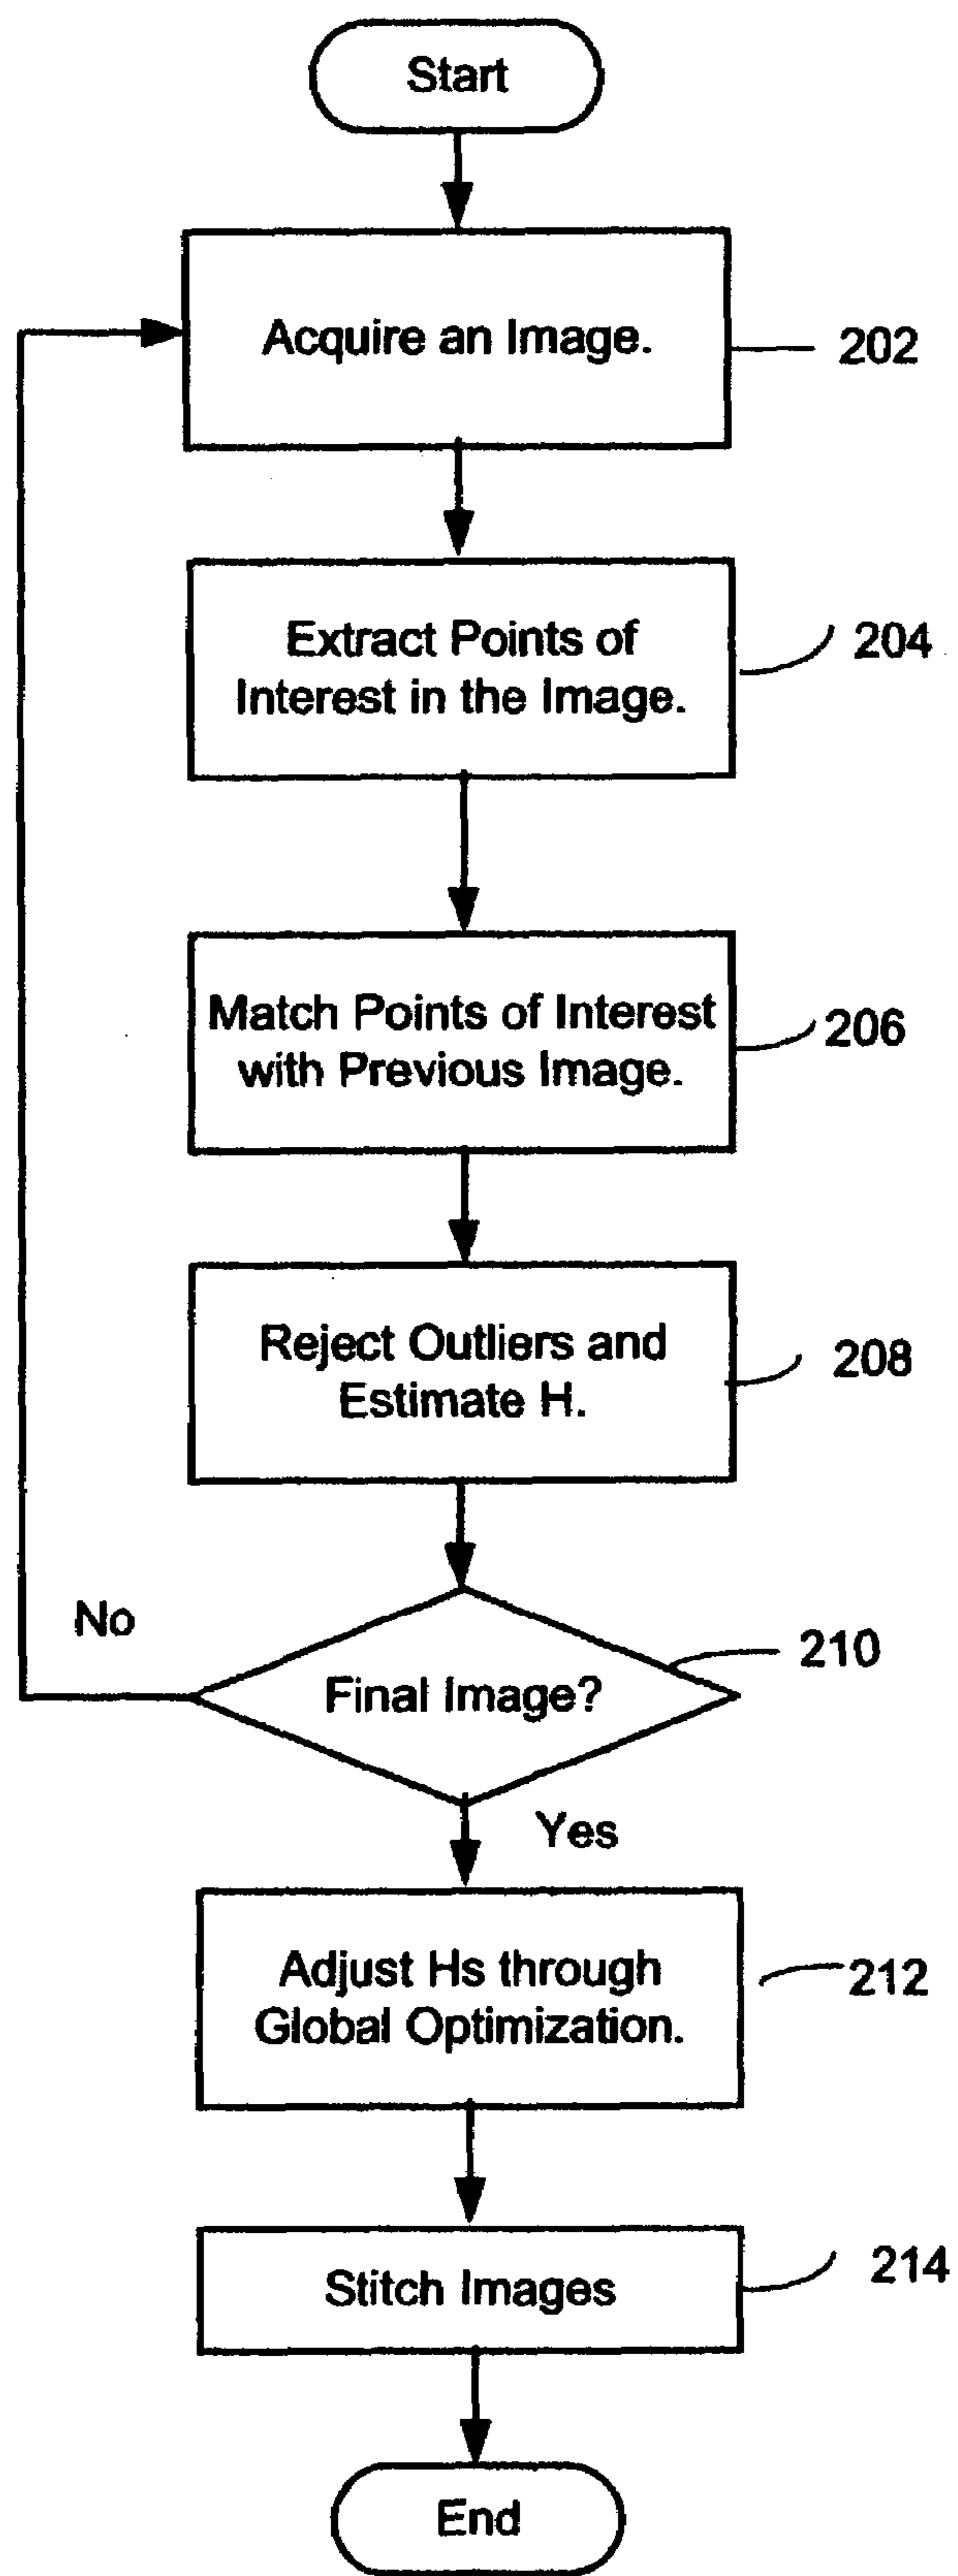 Start
Acquire an Image.
202
Extract Points of
Interest in the Image.
204
Match Points of Interest
with Previous Image.
206
Reject Outliers and
Estimate H.
208
No
Final Image?
210
Yes
Adjust Hs through
Global Optimization.
212
Stitch Images
214
End